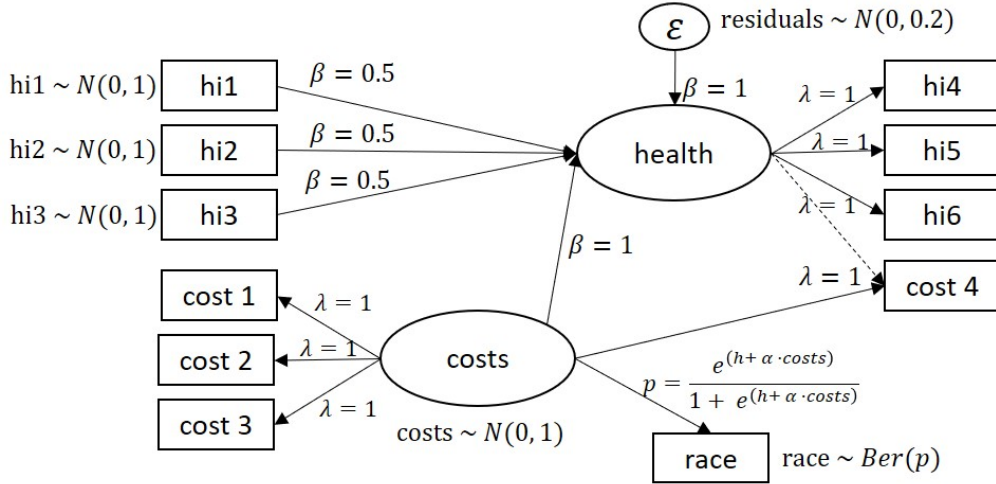 ε
residuals ~ N(0, 0.2)
β = 1
hi1 ~ N(0, 1)
hi1
β = 0.5
hi2 ~ N(0, 1)
hi2
β = 0.5
hi3 ~ N(0, 1)
hi3
β = 0.5
health
λ = 1
hi4
λ = 1
hi5
λ = 1
hi6
β = 1
λ = 1
cost 4
cost 1
λ = 1
cost 2
λ = 1
cost 3
λ = 1
costs
costs ~ N(0, 1)
p = e^(h+ α ·costs) / 1 + e^(h+ α ·costs)
race
race ~ Ber(p)